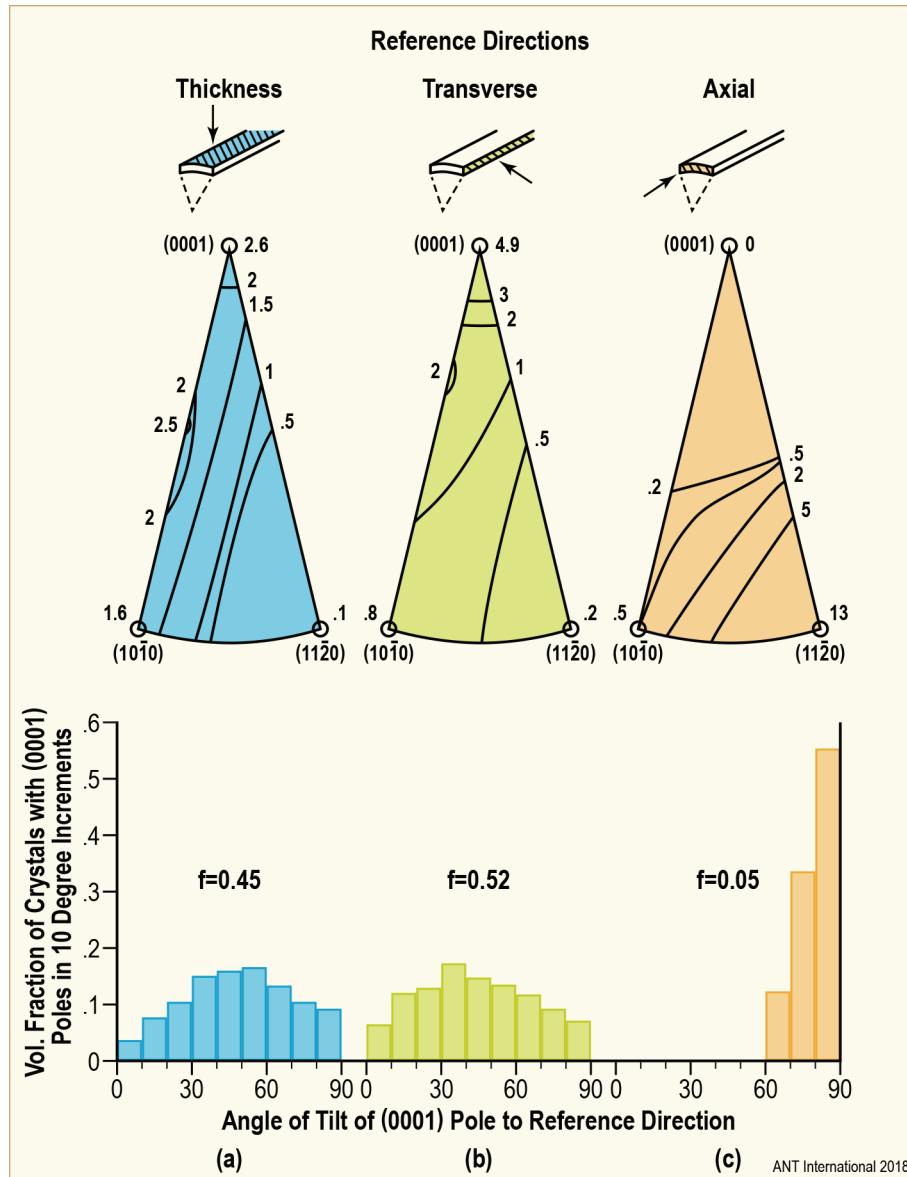 Reference Directions
Thickness
Transverse
Axial
(0001) 2.6
2
1.5
1
2
2.5
.5
2
1.6
.1
(101̄0)
(112̄0)
(0001) 4.9
3
2
2
1
.5
.8
.2
(101̄0)
(112̄0)
(0001) 0
.5
.2
2
5
.5
13
(101̄0)
(112̄0)
Vol. Fraction of Crystals with (0001)
Poles in 10 Degree Increments
.6
.5
.4
.3
.2
.1
0
f=0.45
f=0.52
f=0.05
0 30 60 90 0 30 60 90 0 30 60 90
Angle of Tilt of (0001) Pole to Reference Direction
(a) (b) (c)
ANT International 2018